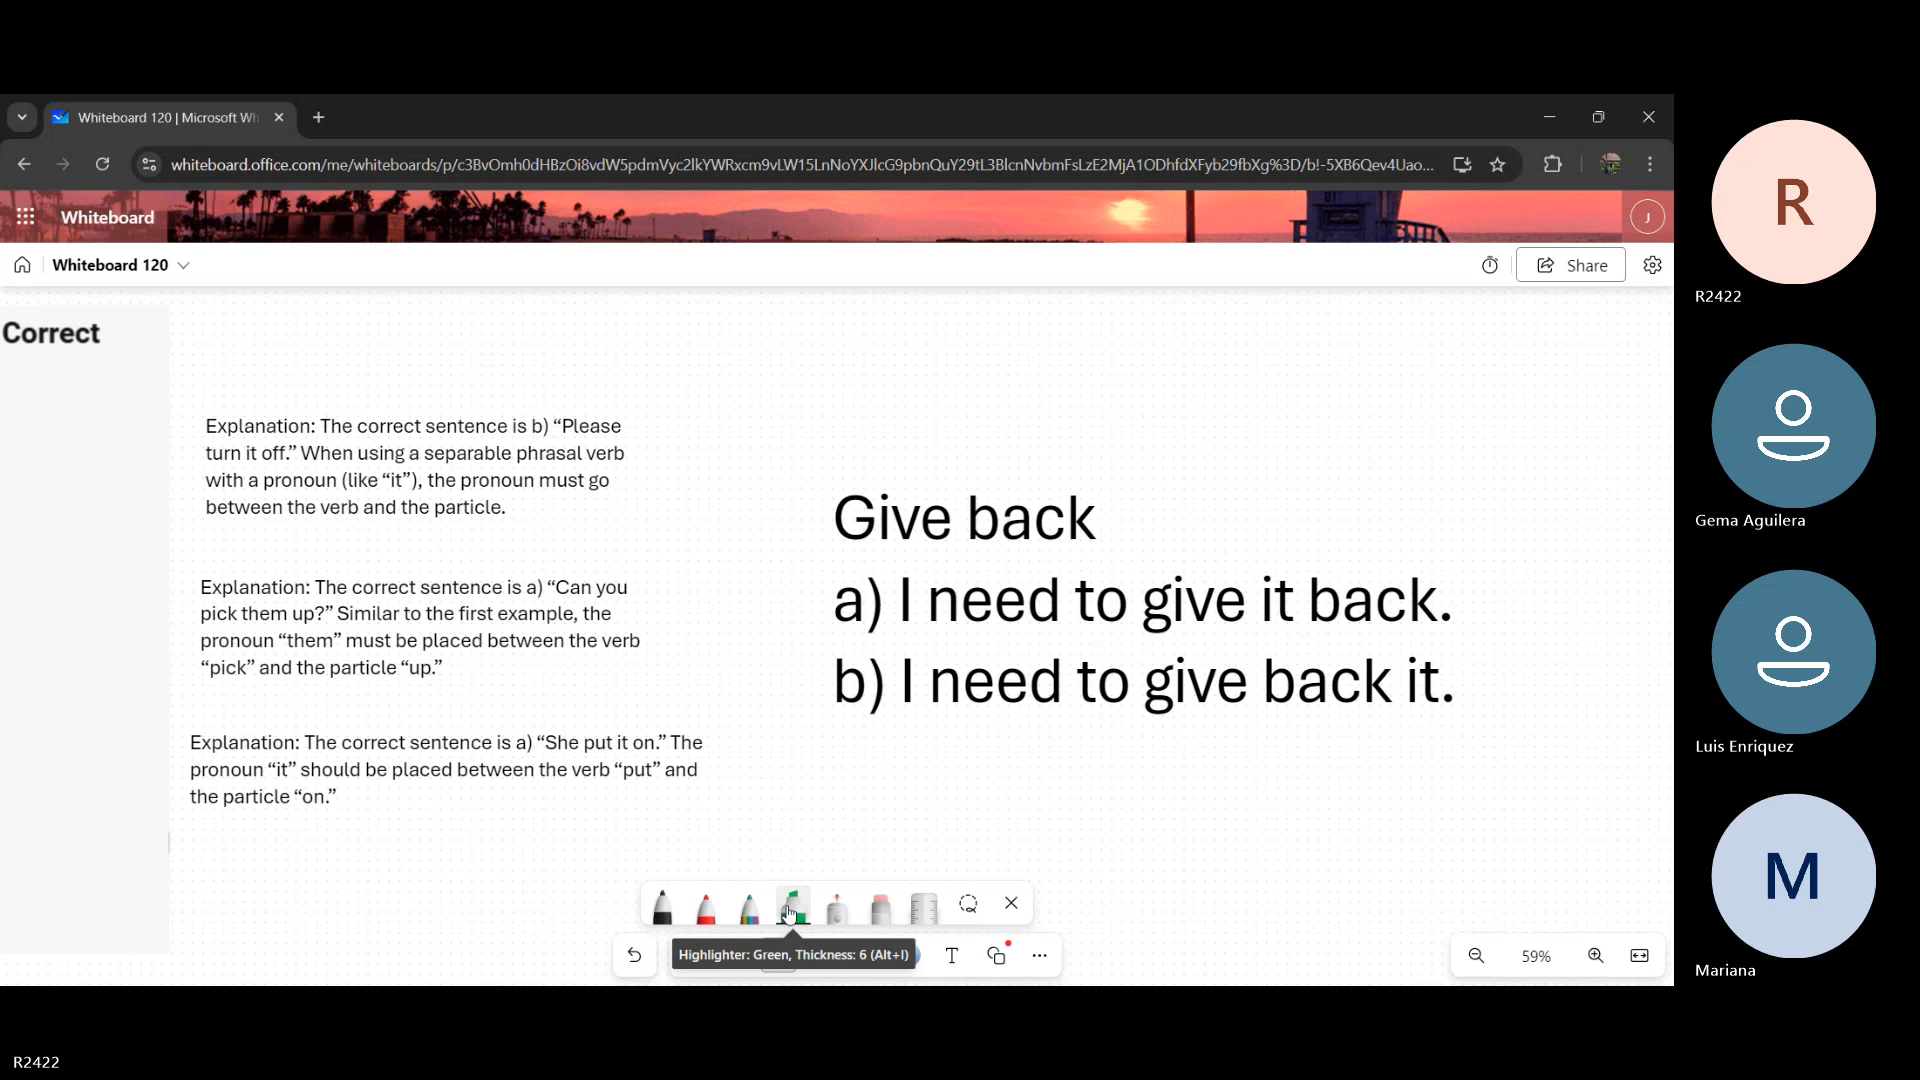 Whiteboard 120 | Microsoft Wh
whiteboard.office.com/me/whiteboards/p/c3BvOmh0dHBzOi8vdW5pdmVyc2lkYWRxcm9vLW15LnNoYXJlcG9pbnQuY29tL3BlcnNvbmFsLzE2MjA1ODhfdXFyb29fbXg%3D/b!-5XB6Qev4Uao...
Whiteboard
J
Whiteboard 120
Share
Correct
Explanation: The correct sentence is b) “Please
turn it off.” When using a separable phrasal verb
with a pronoun (like “it”), the pronoun must go
between the verb and the particle.
Explanation: The correct sentence is a) “Can you
pick them up?” Similar to the first example, the
pronoun “them” must be placed between the verb
“pick” and the particle “up.”
Explanation: The correct sentence is a) “She put it on.” The
pronoun “it” should be placed between the verb “put” and
the particle “on.”
Give back
a) I need to give it back.
b) I need to give back it.
Highlighter: Green, Thickness: 6 (Alt+I)
59%
R
R2422
Gema Aguilera
Luis Enriquez
M
Mariana
R2422